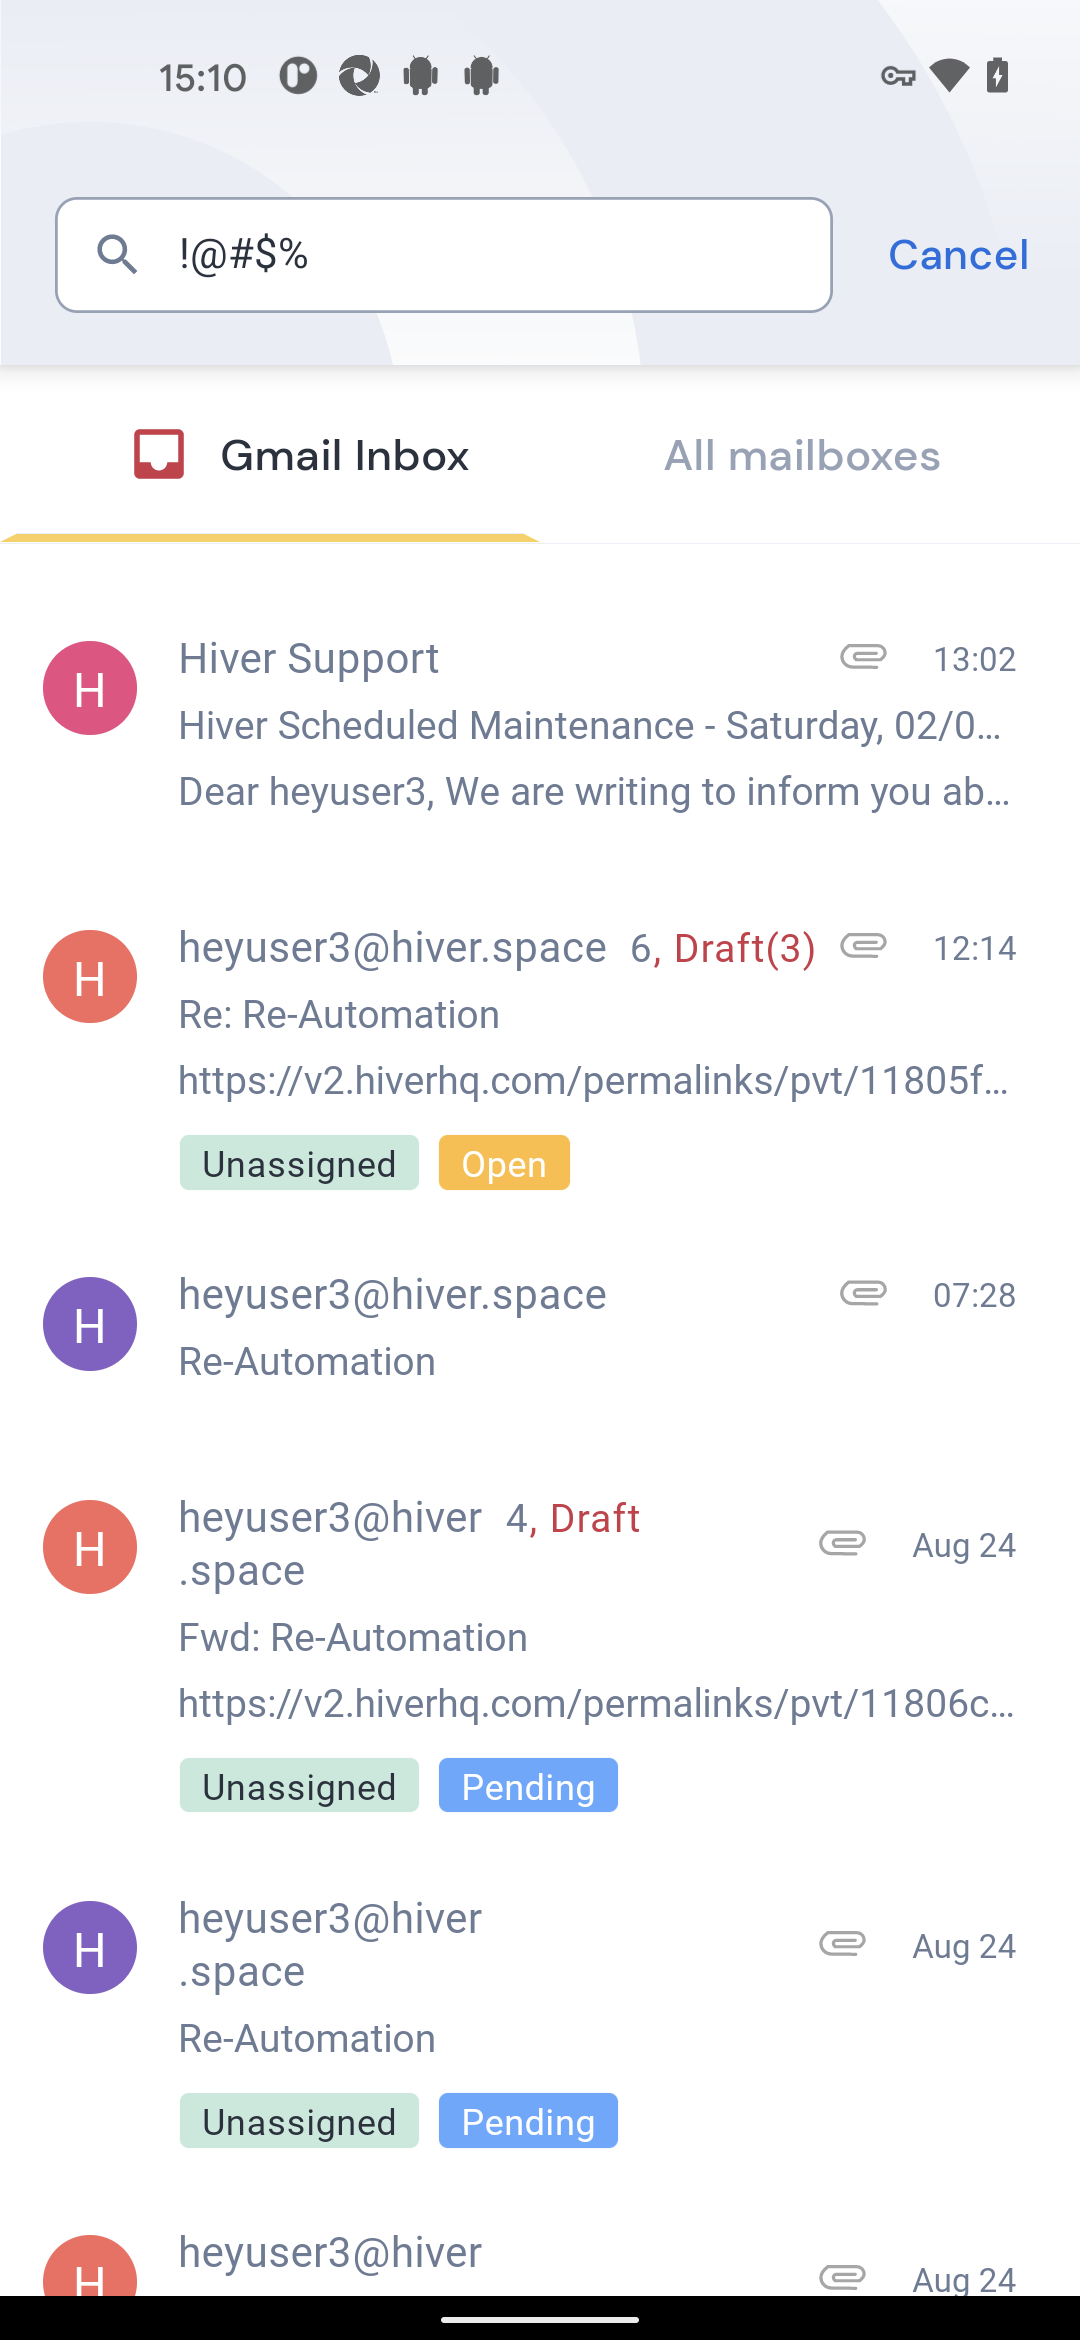 15:10
!@#$%
Cancel
Gmail Inbox
All mailboxes
H
Hiver Support
13:02
Hiver Scheduled Maintenance - Saturday, 02/0...
Dear heyuser3, We are writing to inform you ab...
H
heyuser3@hiver.space 6, Draft(3)
12:14
Re: Re-Automation
https://v2.hiverhq.com/permalinks/pvt/11805f...
Unassigned
Open
H
heyuser3@hiver.space
07:28
Re-Automation
H
heyuser3@hiver 4, Draft
.space
Aug 24
Fwd: Re-Automation
https://v2.hiverhq.com/permalinks/pvt/11806c...
Unassigned
Pending
H
heyuser3@hiver
.space
Aug 24
Re-Automation
Unassigned
Pending
H
heyuser3@hiver
Aug 24